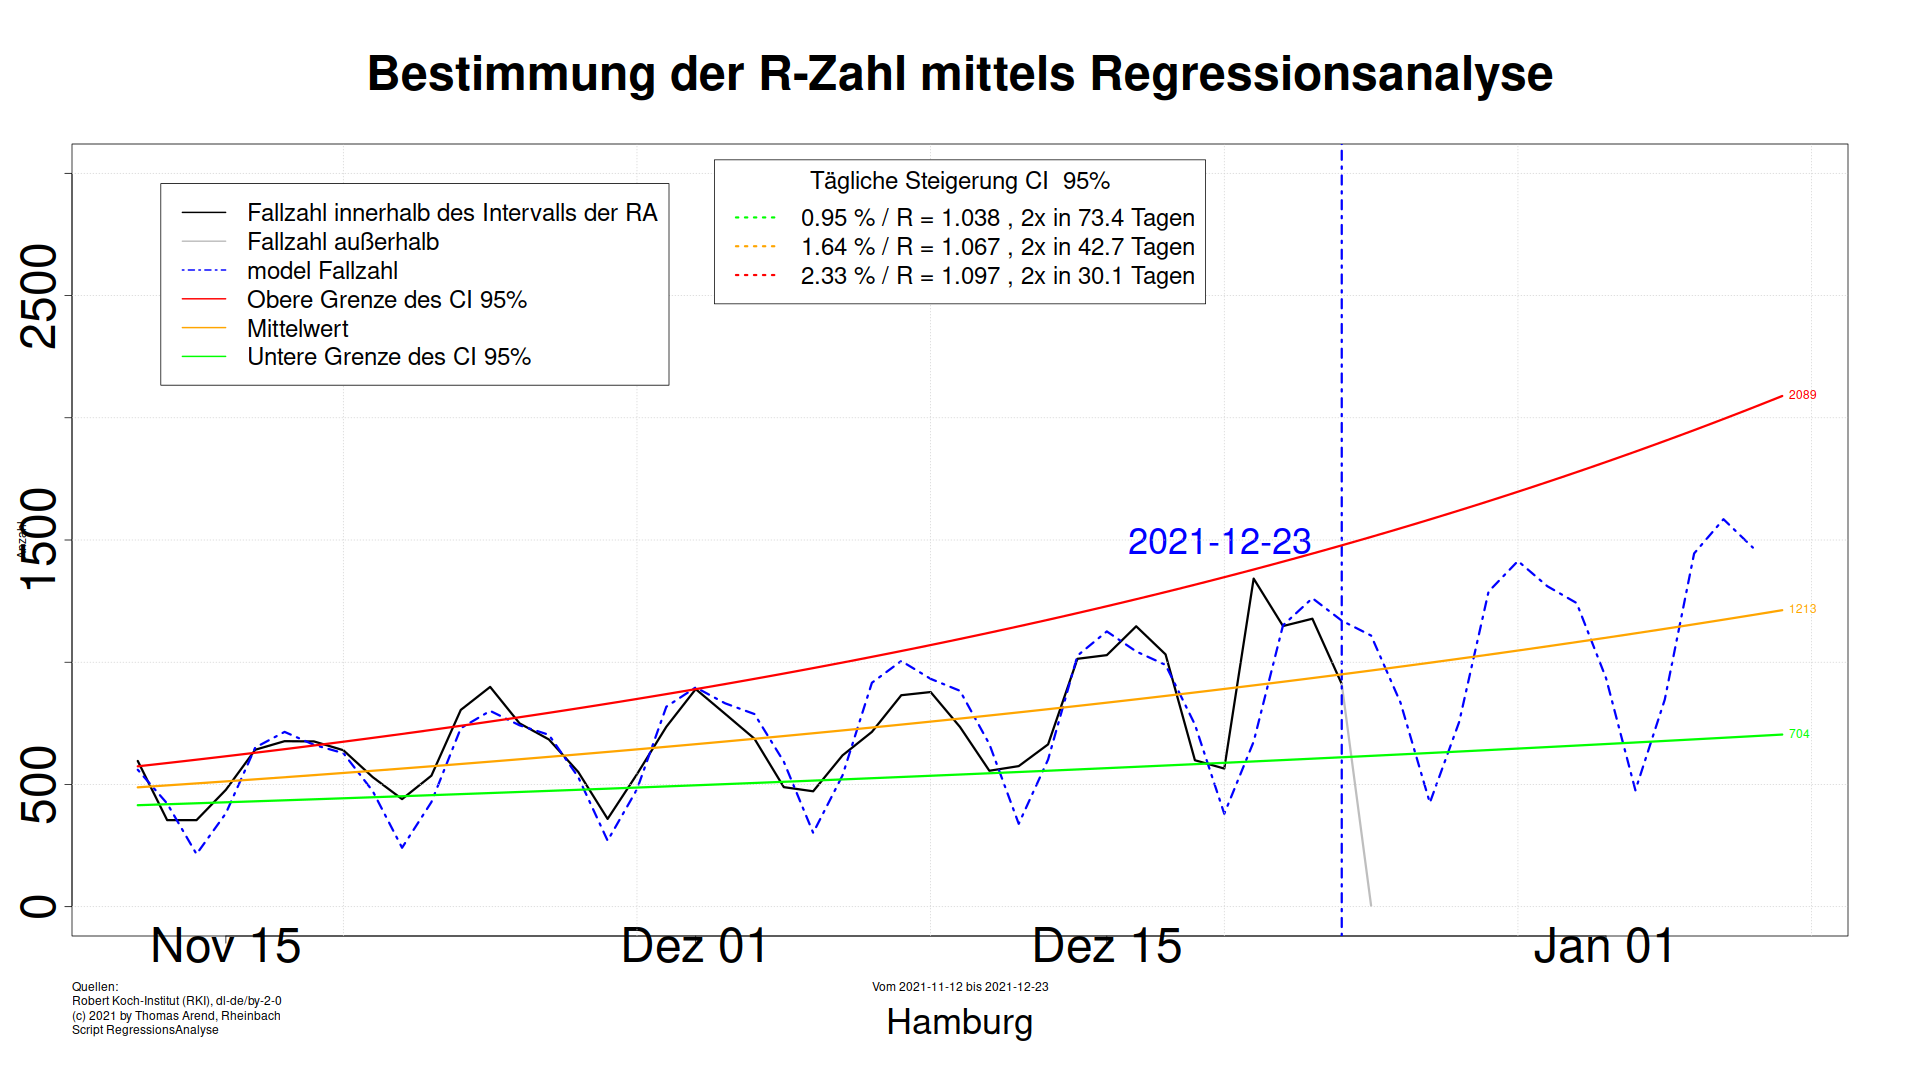 Bestimmung der R-Zahl mittels Regressionsanalyse
Fallzahl innerhalb des Intervalls der RA
Fallzahl außerhalb
model Fallzahl
Obere Grenze des CI 95%
Mittelwert
Untere Grenze des CI 95%
Tägliche Steigerung CI 95%
0.95 % / R = 1.038 , 2x in 73.4 Tagen
1.64 % / R = 1.067 , 2x in 42.7 Tagen
2.33 % / R = 1.097 , 2x in 30.1 Tagen
2500
1500
500
0
Anzahl
2021-12-23
2089
1213
704
Nov 15
Dez 01
Dez 15
Jan 01
Quellen:
Robert Koch-Institut (RKI), dl-de/by-2-0
(c) 2021 by Thomas Arend, Rheinbach
Script RegressionsAnalyse
Vom 2021-11-12 bis 2021-12-23
Hamburg